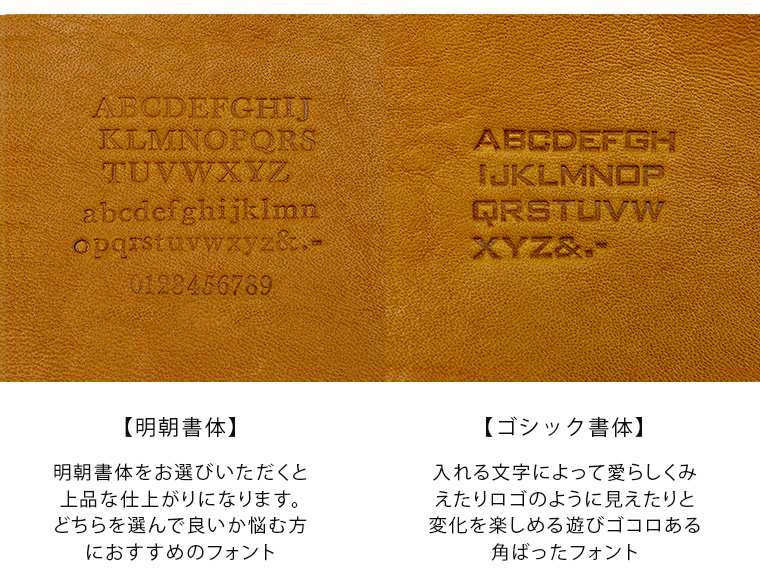 ABCDEFGHIJ
KLMNOPQRS
TUVWXYZ
abcdefghijklmn
opqrstuvwxyz&.-
0123456789
ABCDEFGH
IJKLMNOP
QRSTUVW
XYZ&.-
【明朝書体】
明朝書体をお選びいただくと
上品な仕上がりになります。
どちらを選んで良いか悩む方
におすすめのフォント
【ゴシック書体】
入れる文字によって愛らしくみ
えたりロゴのように見えたりと
変化を楽しめる遊びゴコロある
角ばったフォント